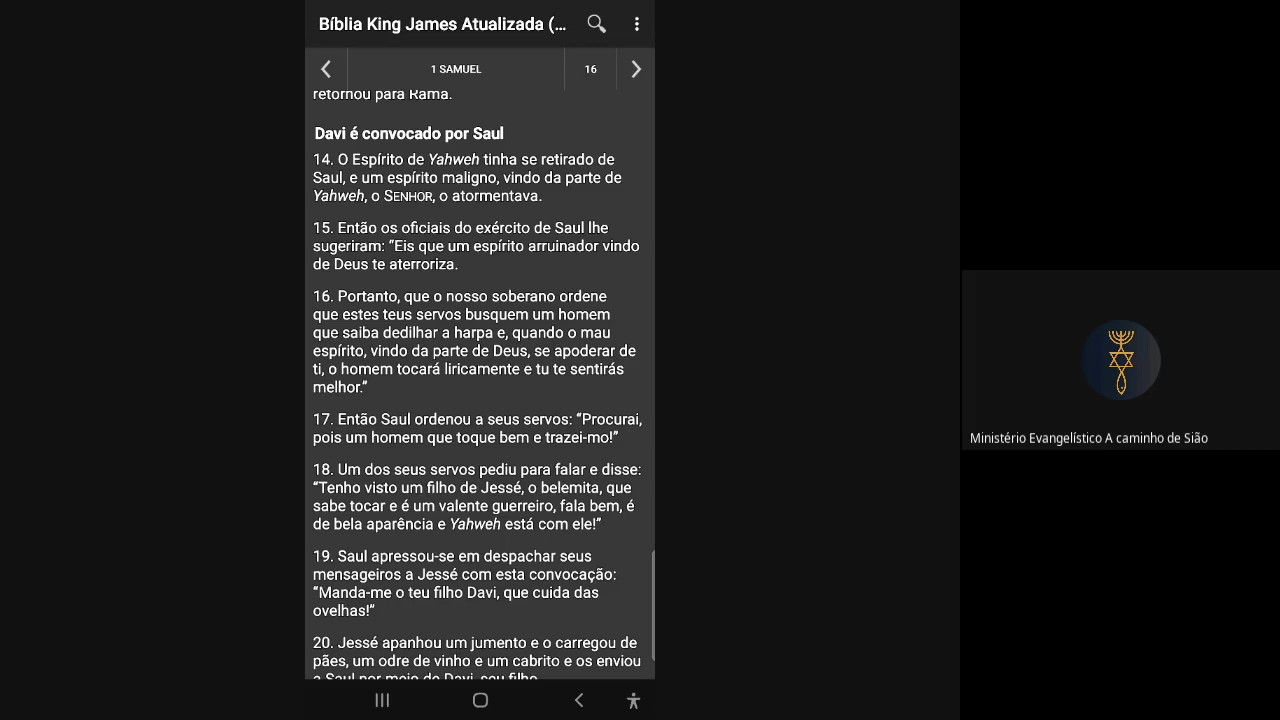 Bíblia King James Atualizada (...
1 SAMUEL
16
retornou para Rama.
Davi é convocado por Saul
14. O Espírito de Yahweh tinha se retirado de
Saul, e um espírito maligno, vindo da parte de
Yahweh, o SENHOR, o atormentava.
15. Então os oficiais do exército de Saul lhe
sugeriram: “Eis que um espírito arruinador vindo
de Deus te aterroriza.
16. Portanto, que o nosso soberano ordene
que estes teus servos busquem um homem
que saiba dedilhar a harpa e, quando o mau
espírito, vindo da parte de Deus, se apoderar de
ti, o homem tocará liricamente e tu te sentirás
melhor.”
17. Então Saul ordenou a seus servos: “Procurai,
pois um homem que toque bem e trazei-mo!”
18. Um dos seus servos pediu para falar e disse:
“Tenho visto um filho de Jessé, o belemita, que
sabe tocar e é um valente guerreiro, fala bem, é
de bela aparência e Yahweh está com ele!”
19. Saul apressou-se em despachar seus
mensageiros a Jessé com esta convocação:
“Manda-me o teu filho Davi, que cuida das
ovelhas!”
20. Jessé apanhou um jumento e o carregou de
pães, um odre de vinho e um cabrito e os enviou
a Saul por meio de Davi, seu filho.
Ministério Evangelístico A caminho de Sião